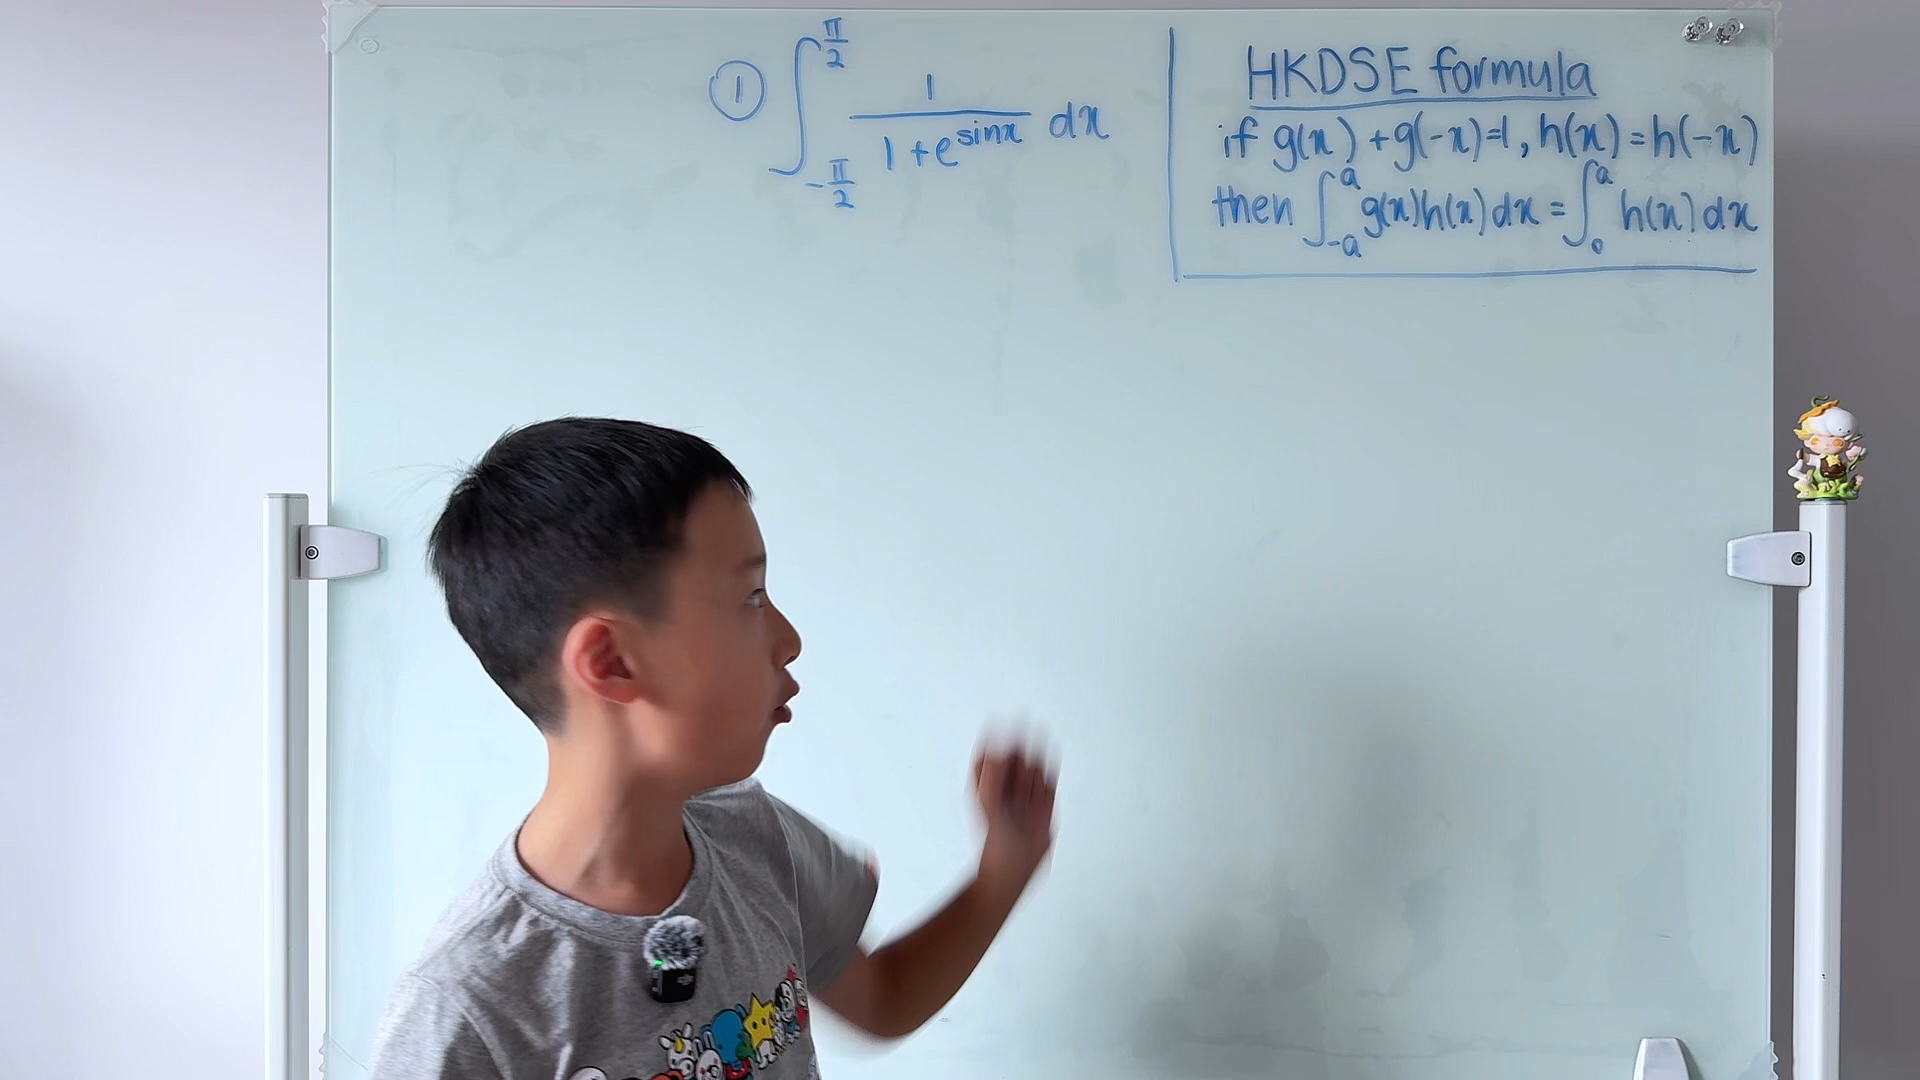 ① ∫_{-π/2}^{π/2} 1/(1+e^{sinx}) dx
HKDSE formula
if g(x)+g(-x)=1, h(x)=h(-x)
then ∫_{-a}^{a} g(x)h(x)dx = ∫_{0}^{a} h(x)dx